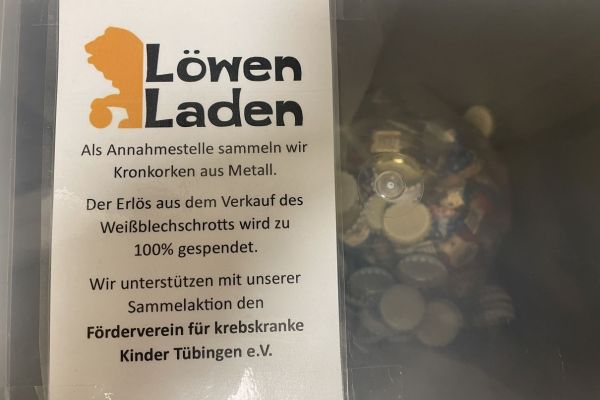 Löwen
Laden
Als Annahmestelle sammeln wir
Kronkorken aus Metall.
Der Erlös aus dem Verkauf des
Weißblechschrotts wird zu
100% gespendet.
Wir unterstützen mit unserer
Sammelaktion den
Förderverein für krebskranke
Kinder Tübingen e.V.